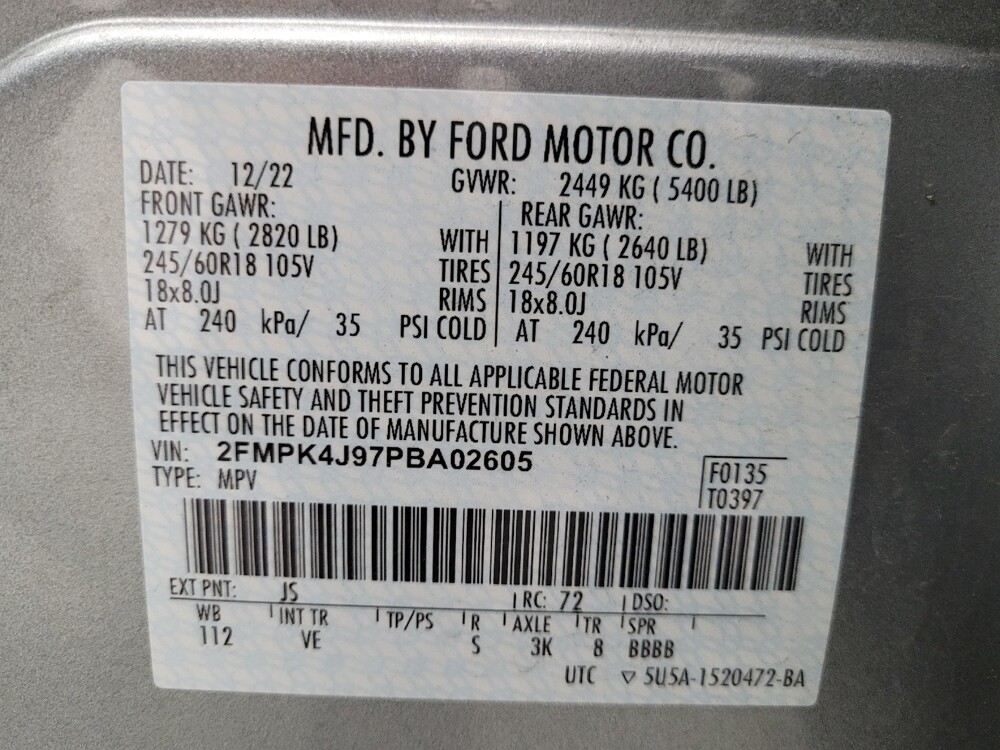 MFD. BY FORD MOTOR CO.
DATE: 12/22 GVWR: 2449 KG ( 5400 LB)
FRONT GAWR: REAR GAWR:
1279 KG ( 2820 LB) WITH 1197 KG ( 2640 LB) WITH
245/60R18 105V TIRES 245/60R18 105V TIRES
18x8.0J RIMS 18x8.0J RIMS
AT 240 kPa/ 35 PSI COLD AT 240 kPa/ 35 PSI COLD
THIS VEHICLE CONFORMS TO ALL APPLICABLE FEDERAL MOTOR
VEHICLE SAFETY AND THEFT PREVENTION STANDARDS IN
EFFECT ON THE DATE OF MANUFACTURE SHOWN ABOVE.
VIN: 2FMPK4J97PBA02605
TYPE: MPV
F0135
T0397
EXT PNT: JS RC: 72 DSO:
WB INT TR TP/PS R AXLE TR SPR
112 VE S 3K 8 BBBB
UTC ▽ 5U5A-1520472-BA